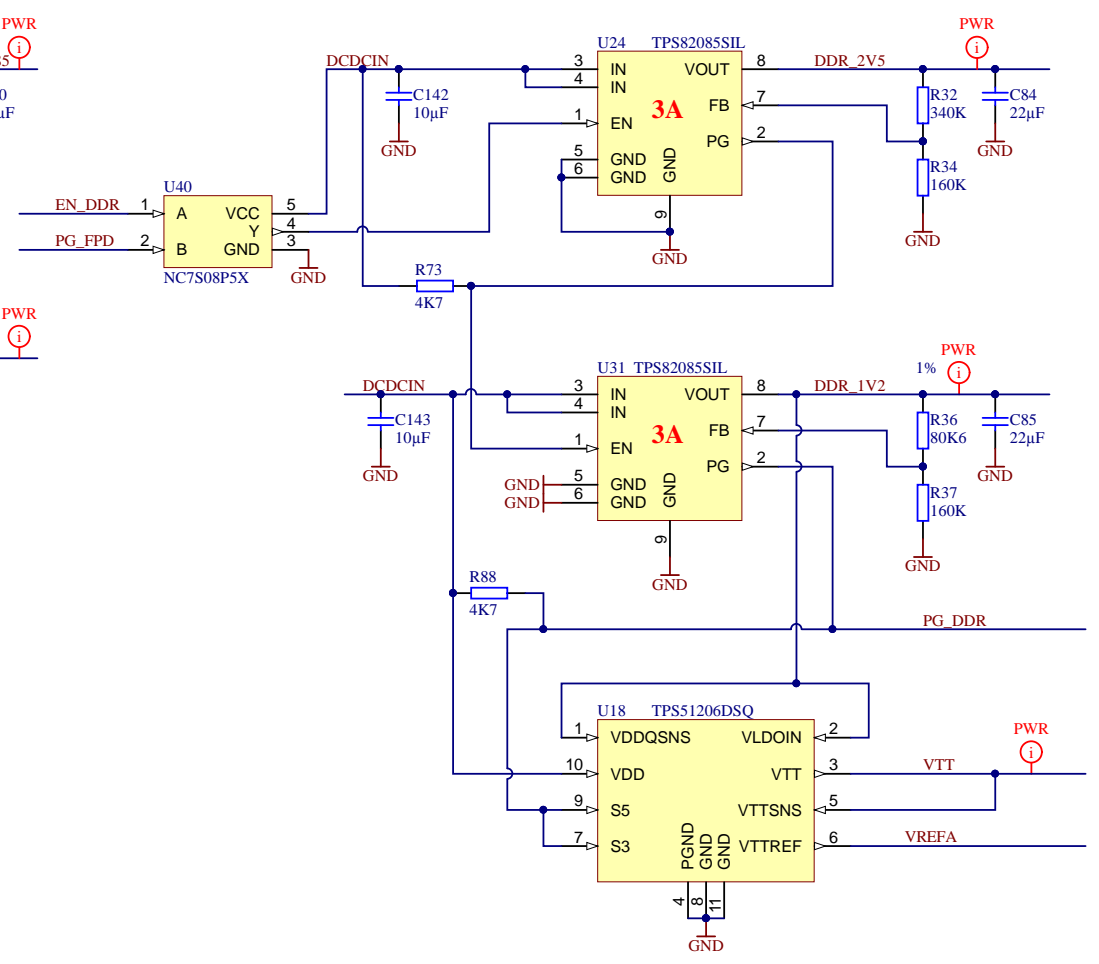 PWR
i
5
0
µF
PWR
i
DCDCIN
C142
10µF
GND
U24 TPS82085SIL
3 IN
4 IN
1 EN
5 GND
6 GND
GND
9
3A
VOUT 8
FB 7
PG 2
GND
DDR_2V5
PWR
i
R32
340K
C84
22µF
GND
R34
160K
GND
U40
EN_DDR 1 A
PG_FPD 2 B
VCC 5
Y 4
GND 3
NC7S08P5X
GND
R73
4K7
DCDCIN
C143
10µF
GND
U31 TPS82085SIL
3 IN
4 IN
1 EN
GND 5 GND
GND 6 GND
GND
9
3A
VOUT 8
FB 7
PG 2
GND
DDR_1V2
1%
PWR
i
R36
80K6
C85
22µF
GND
R37
160K
GND
R88
4K7
PG_DDR
U18 TPS51206DSQ
1 VDDQSNS
10 VDD
9 S5
7 S3
VLDOIN 2
VTT 3
VTTSNS 5
VTTREF 6
PGND
GND
GND
4
8
11
GND
VTT
PWR
i
VREFA